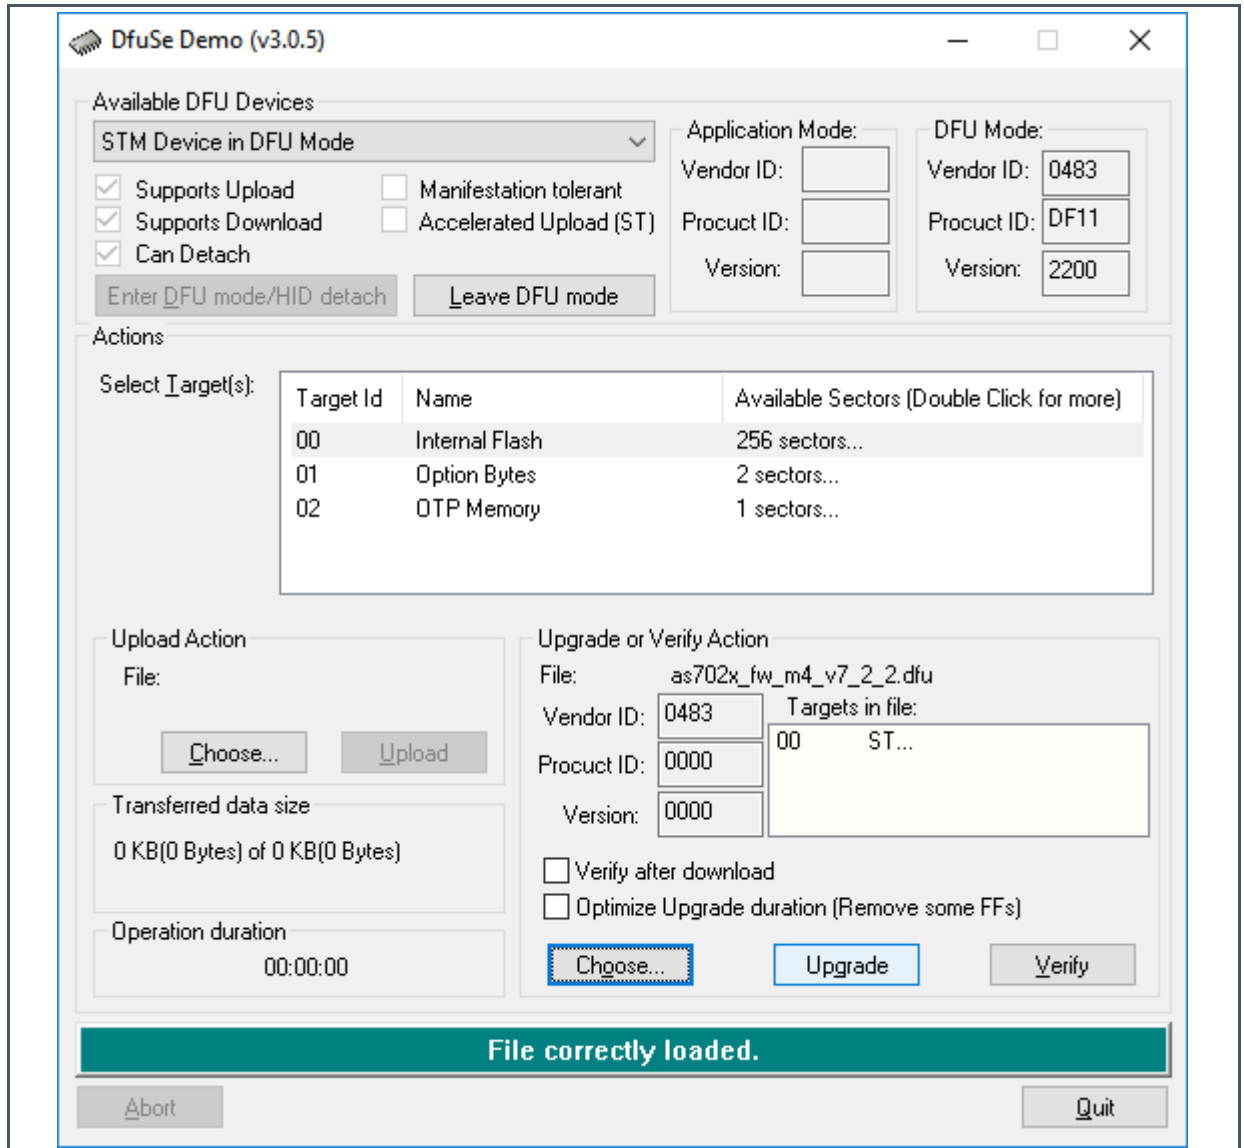 DfuSe Demo (v3.0.5)
Available DFU Devices
STM Device in DFU Mode
Supports Upload
Manifestation tolerant
Supports Download
Accelerated Upload (ST)
Can Detach
Enter DFU mode/HID detach
Leave DFU mode
Application Mode:
Vendor ID:
Procuct ID:
Version:
DFU Mode:
Vendor ID: 0483
Procuct ID: DF11
Version: 2200
Actions
Select Target(s):
Target Id Name Available Sectors (Double Click for more)
00 Internal Flash 256 sectors...
01 Option Bytes 2 sectors...
02 OTP Memory 1 sectors...
Upload Action
File:
Choose... Upload
Transferred data size
0 KB(0 Bytes) of 0 KB(0 Bytes)
Operation duration
00:00:00
Upgrade or Verify Action
File: as702x_fw_m4_v7_2_2.dfu
Vendor ID: 0483
Procuct ID: 0000
Version: 0000
Targets in file:
00 ST...
Verify after download
Optimize Upgrade duration (Remove some FFs)
Choose... Upgrade Verify
File correctly loaded.
Abort Quit